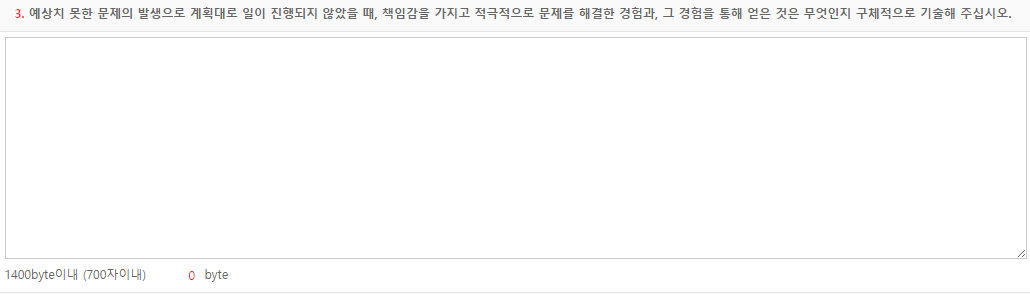 3. 예상치 못한 문제의 발생으로 계획대로 일이 진행되지 않았을 때, 책임감을 가지고 적극적으로 문제를 해결한 경험과, 그 경험을 통해 얻은 것은 무엇인지 구체적으로 기술해 주십시오.
1400byte이내 (700자이내) 0 byte